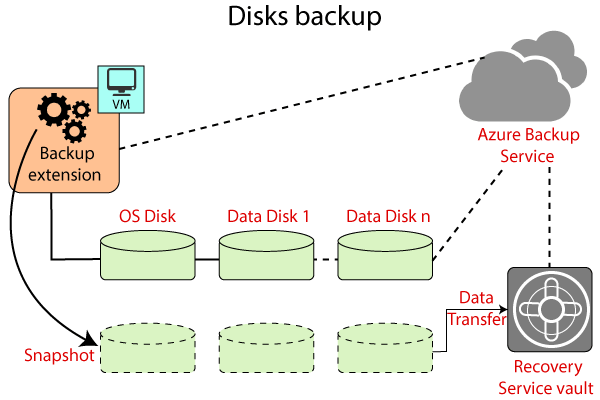 Disks backup
VM
Backup
extension
Azure Backup
Service
OS Disk
Data Disk 1
Data Disk n
Data
Transfer
Snapshot
Recovery
Service vault